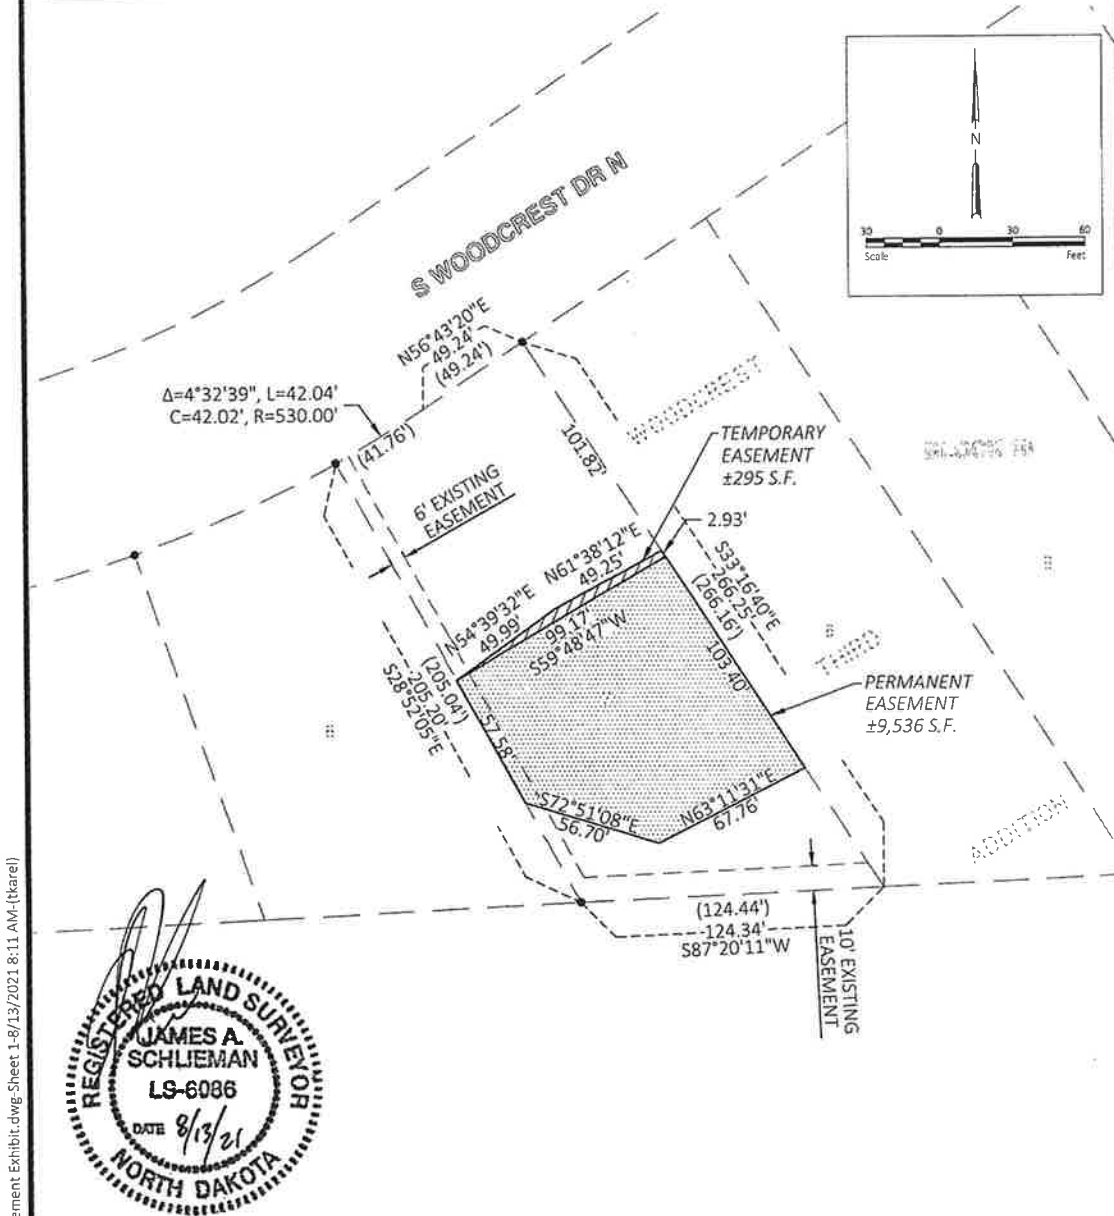 N
30 0 30 60
Scale Feet
S WOODCREST DR N
N56°43'20"E
49.24'
(49.24')
Δ=4°32'39", L=42.04'
C=42.02', R=530.00'
(41.76')
6' EXISTING
EASEMENT
101.87'
WOODCREST
TEMPORARY
EASEMENT
±295 S.F.
2.93'
N61°38'12"E
49.25'
N54°39'32"E
49.99'
99.17'
S59°48'47"W
S33°16'40"E
266.25'
(266.16')
103.40'
THIRD
(205.04')
205.20'
S28°52'05"E
57.58'
PERMANENT
EASEMENT
±9,536 S.F.
S72°51'08"E
56.70'
N63°11'31"E
67.76'
ADDITION
(124.44')
124.34'
S87°20'11"W
10' EXISTING
EASEMENT
REGISTERED LAND SURVEYOR
JAMES A.
SCHLIEMAN
LS-6086
DATE 8/13/21
NORTH DAKOTA
ement Exhibit.dwg-Sheet 1-8/13/2021 8:11 AM-(tkarel)